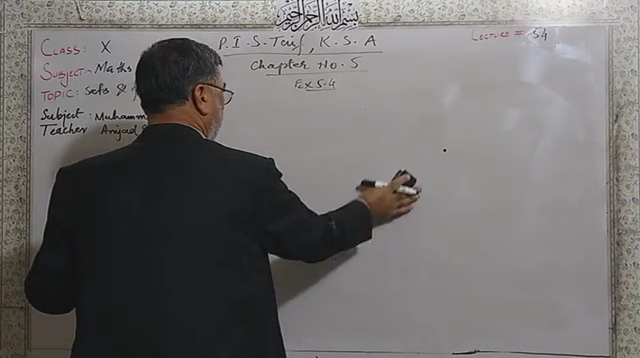 بسم الله الرحمن الرحيم
CLASS: X
P.I.S.Taif, K.S.A
LECTURE = 54
SUBJECT: Maths
Chapter No. 5
TOPIC: sets &
Ex 5.4
Subject : Muhamm
Teacher Amjad